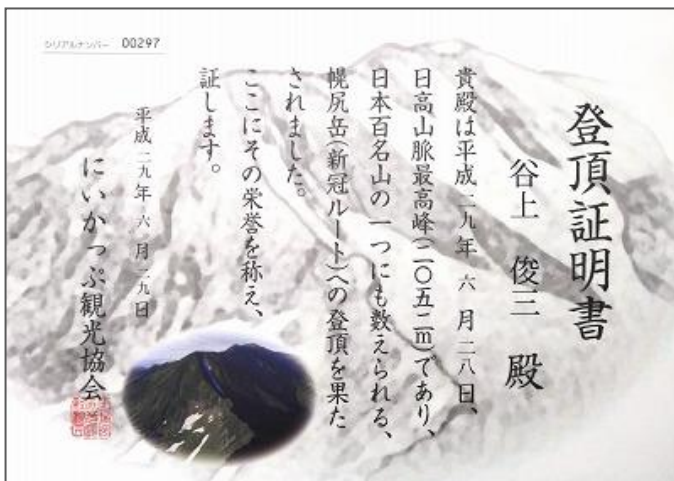 シリアルナンバー 00297
登頂証明書
谷上 俊三 殿
貴殿は平成二九年 六 月二八日、
日高山脈最高峰(二〇五二m)であり、
日本百名山の一つにも数えられる、
幌尻岳(新冠ルート)への登頂を果た
されました。
ここにその栄誉を称え、
証します。
平成二九年 六 月二九日
にいかっぷ観光協会